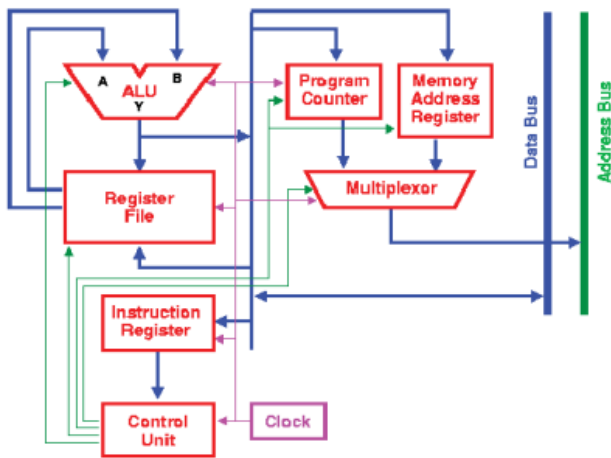 A
B
ALU
Y
Program
Counter
Memory
Address
Register
Register
File
Multiplexor
Data Bus
Address Bus
Instruction
Register
Control
Unit
Clock